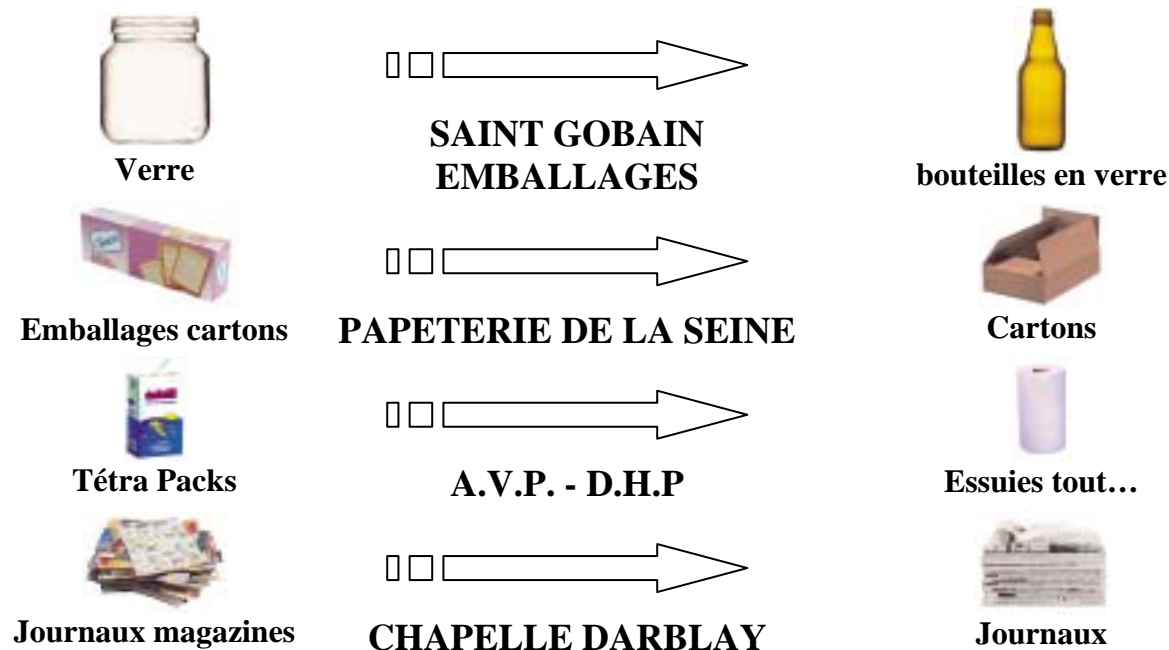 SAINT GOBAIN
EMBALLAGES
Verre
bouteilles en verre
Emballages cartons
PAPETERIE DE LA SEINE
Cartons
Tétra Packs
A.V.P. - D.H.P
Essuies tout…
Journaux magazines
CHAPELLE DARBLAY
Journaux